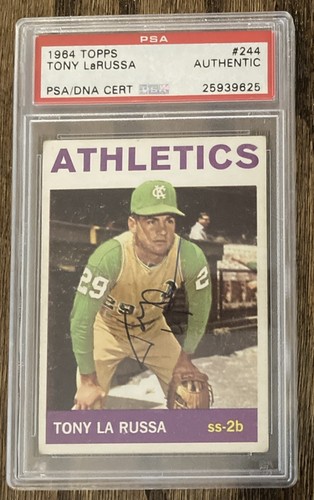 PSA
1964 TOPPS #244
TONY LaRUSSA AUTHENTIC
PSA/DNA CERT 25939625
ATHLETICS
KC
29 29 2
TONY LA RUSSA ss-2b